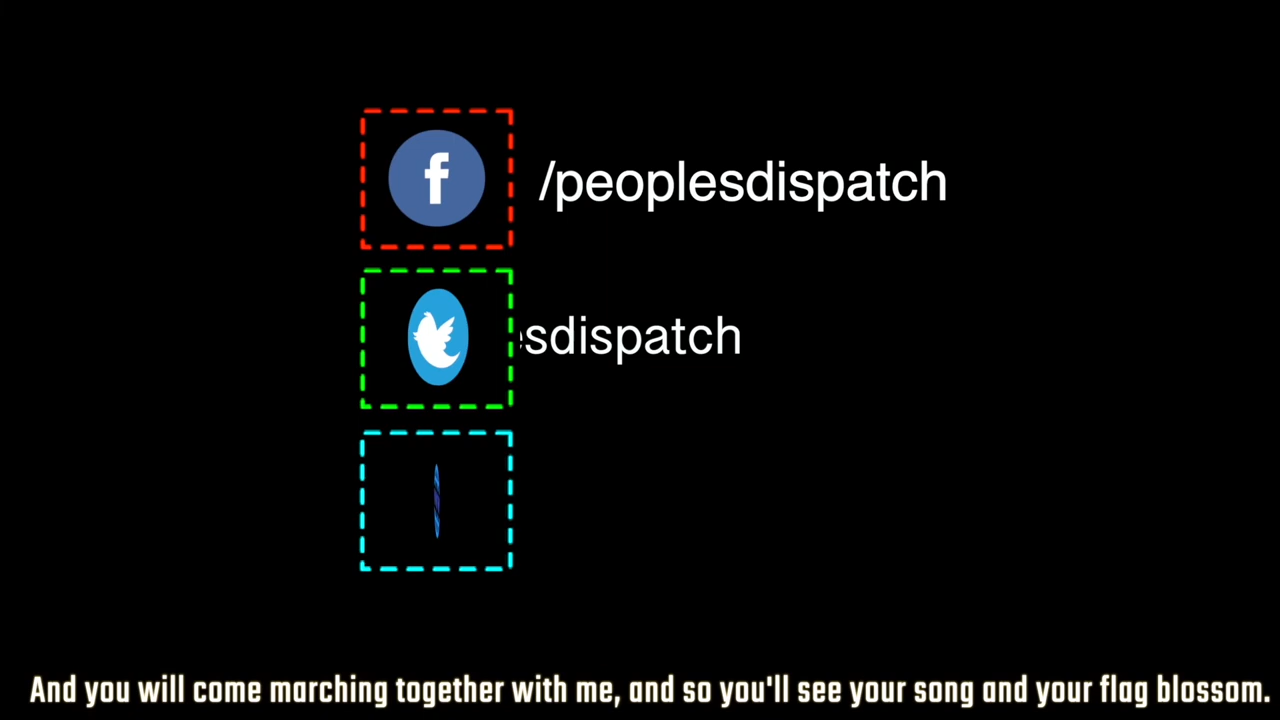 /peoplesdispatch
sdispatch
And you will come marching together with me, and so you'll see your song and your flag blossom.